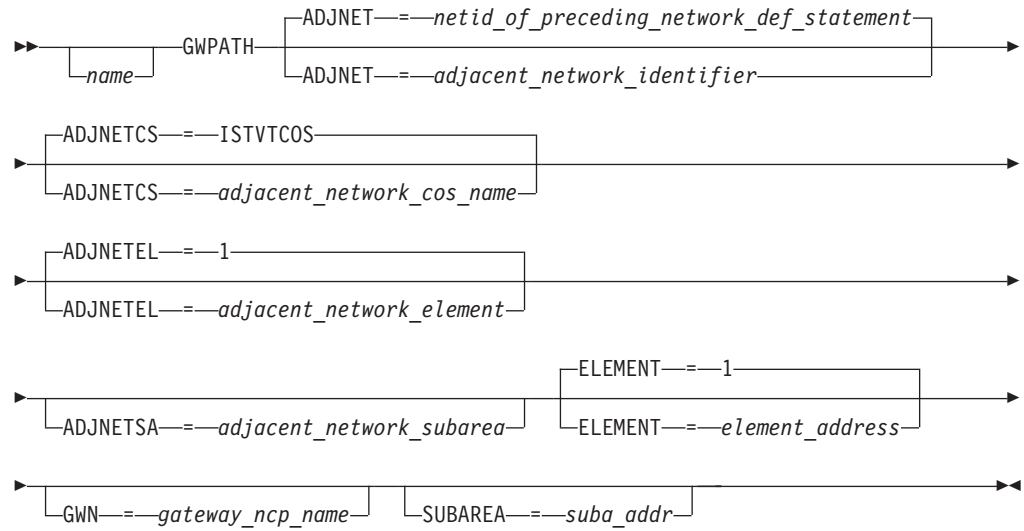 ADJNET = netid_of_preceding_network_def_statement
name GWPATH
ADJNET = adjacent_network_identifier
ADJNETCS = ISTVTCOS
ADJNETCS = adjacent_network_cos_name
ADJNETEL = 1
ADJNETEL = adjacent_network_element
ELEMENT = 1
ADJNETSA = adjacent_network_subarea ELEMENT = element_address
GWN = gateway_ncp_name SUBAREA = suba_addr